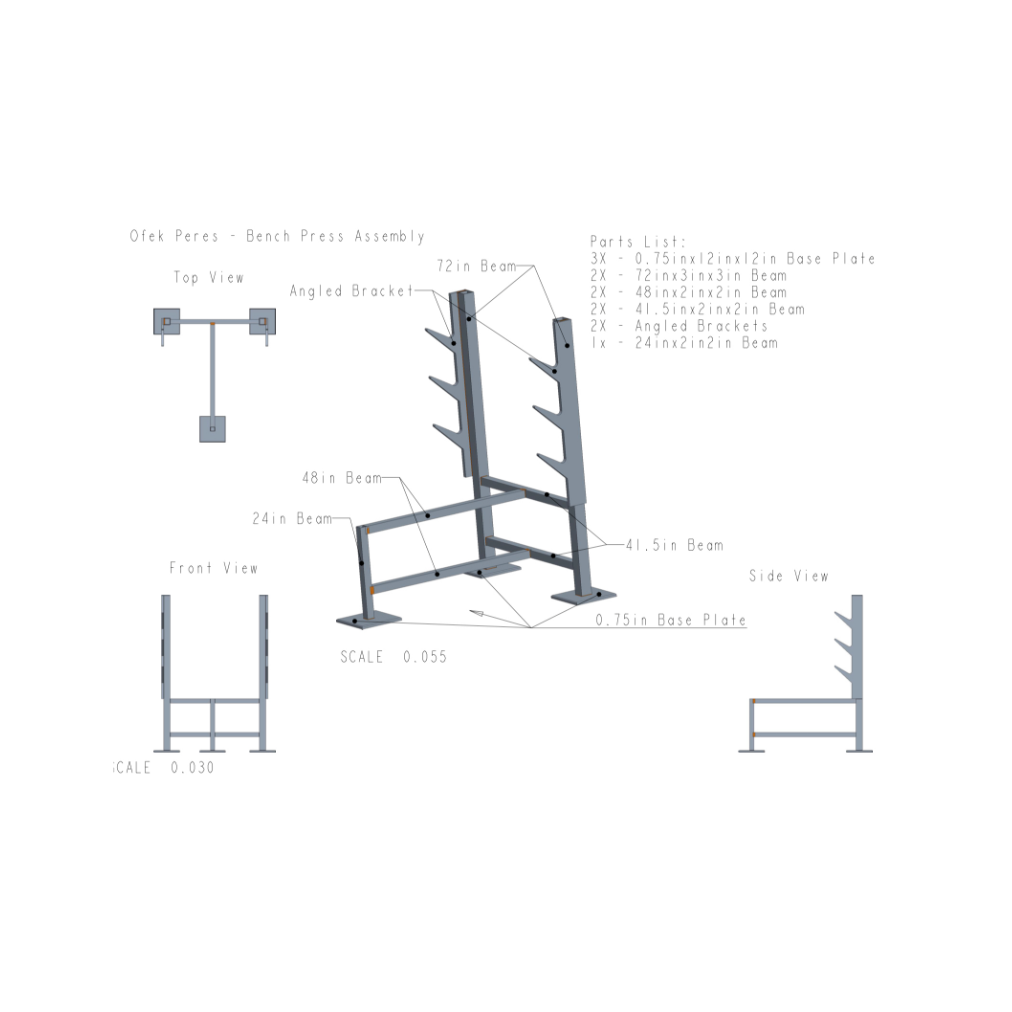 Ofek Peres - Bench Press Assembly
Top View
Parts List:
3X - 0.75inx12inx12in Base Plate
2X - 72inx3inx3in Beam
2X - 48inx2inx2in Beam
2X - 41.5inx2inx2in Beam
2X - Angled Brackets
1x - 24inx2in2in Beam
72in Beam
Angled Bracket
48in Beam
24in Beam
41.5in Beam
0.75in Base Plate
SCALE 0.055
Front View
Side View
SCALE 0.030